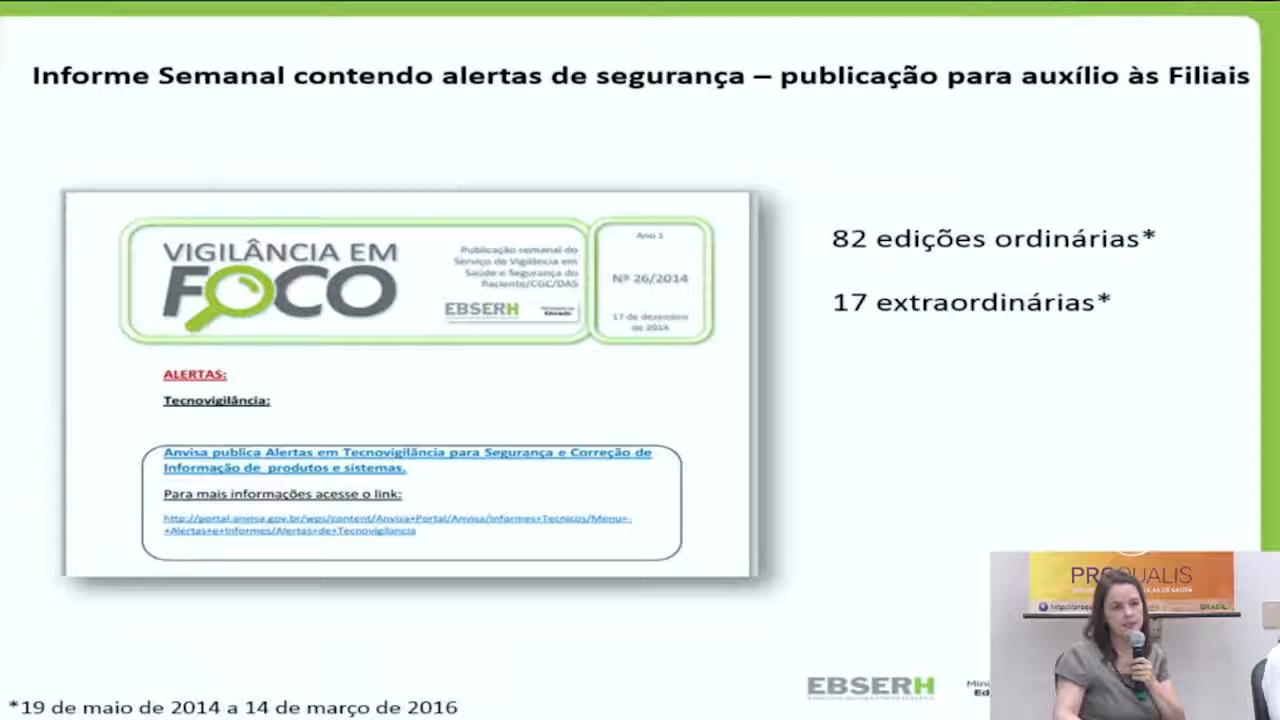 Informe Semanal contendo alertas de segurança – publicação para auxílio às Filiais
VIGILÂNCIA EM
FOCO
Publicação semanal do
Serviço de Vigilância em
Saúde e Segurança do
Paciente/CGC/DAS
EBSERH
Ano 1
Nº 26/2014
17 de dezembro
de 2014
82 edições ordinárias*
17 extraordinárias*
ALERTAS:
Tecnovigilância:
Anvisa publica Alertas em Tecnovigilância para Segurança e Correção de
Informação de produtos e sistemas.
Para mais informações acesse o link:
http://portal.anvisa.gov.br/wps/content/Anvisa+Portal/Anvisa/Informes+Tecnicos/Menu+-
+Alertas+e+Informes/Alertas+de+Tecnovigilancia
PROQUALIS
BRASIL
EBSERH
*19 de maio de 2014 a 14 de março de 2016